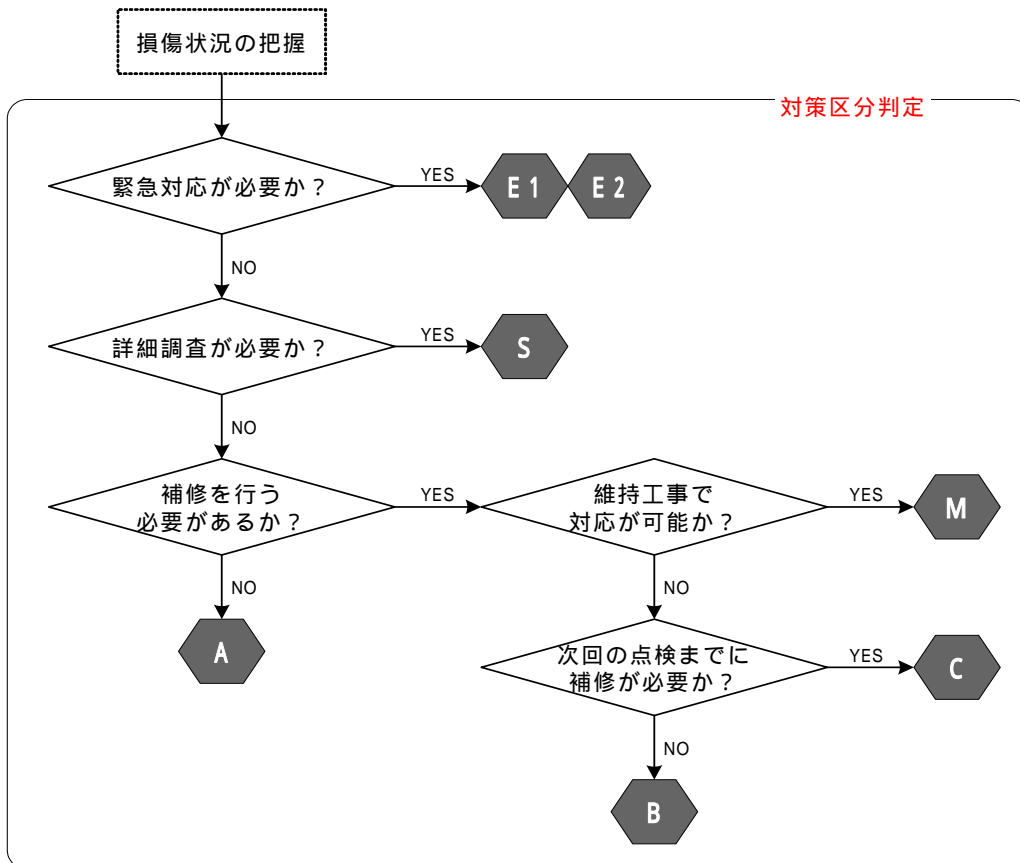 損傷状況の把握
対策区分判定
緊急対応が必要か？
YES
E1
E2
NO
詳細調査が必要か？
YES
S
NO
補修を行う
必要があるか？
YES
維持工事で
対応が可能か？
YES
M
NO
A
NO
次回の点検までに
補修が必要か？
YES
C
NO
B